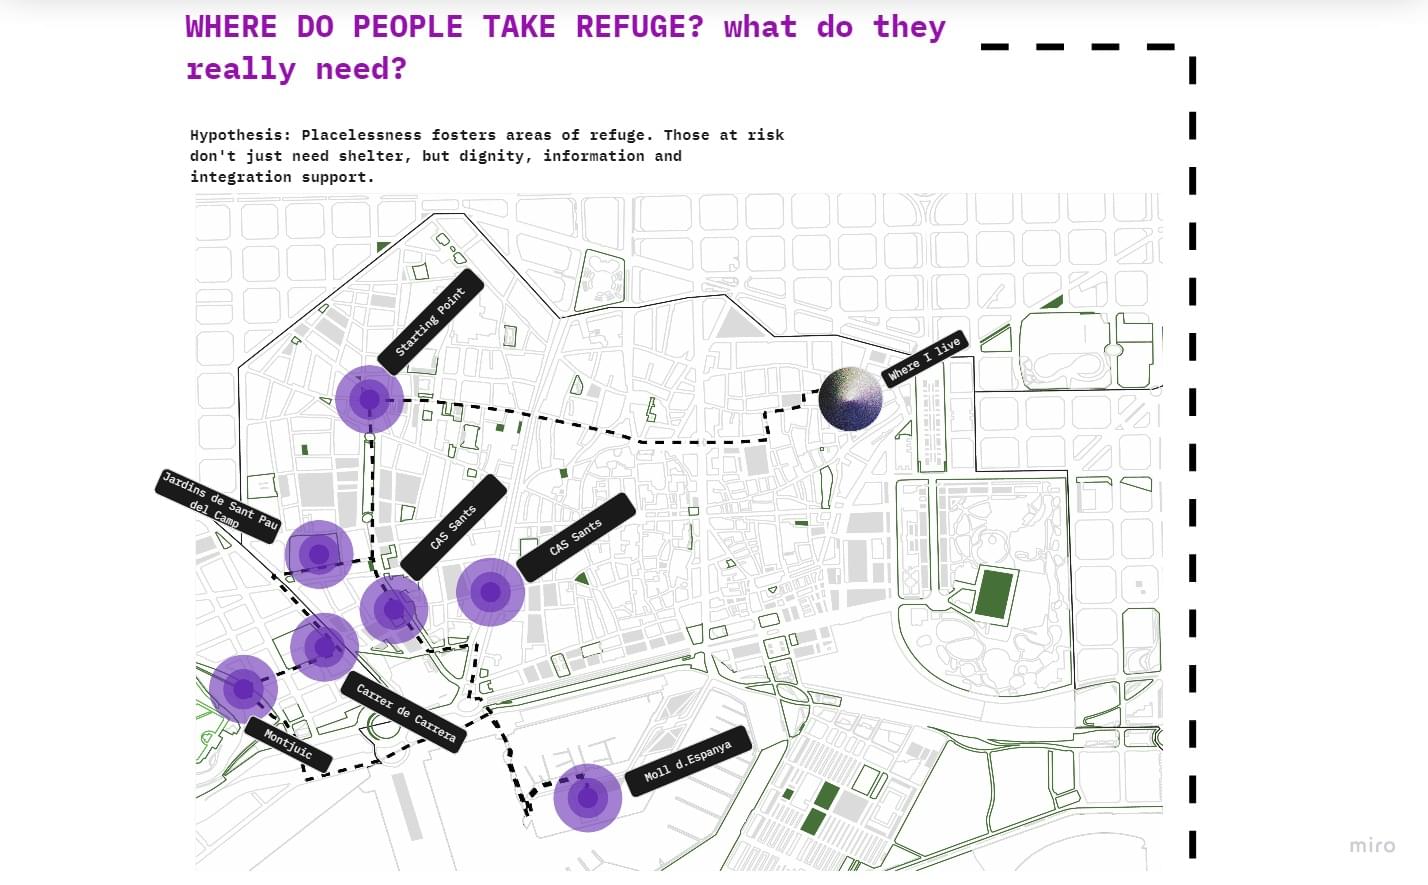 WHERE DO PEOPLE TAKE REFUGE? what do they
really need?
Hypothesis: Placelessness fosters areas of refuge. Those at risk
don't just need shelter, but dignity, information and
integration support.
Starting Point
Where I live
Jardins de Sant Pau
del Camp
CAS Sants
CAS Sants
Carrer de Carrera
Montjuic
Moll d.Espanya
miro